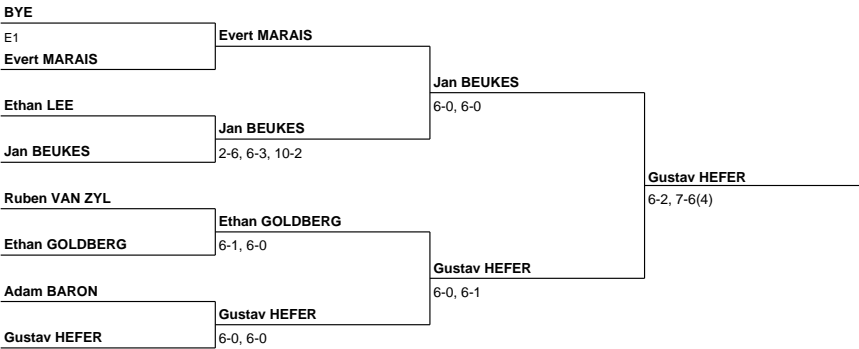 BYE
E1
Evert MARAIS
Ethan LEE
Jan BEUKES
Ruben VAN ZYL
Ethan GOLDBERG
Adam BARON
Gustav HEFER
Evert MARAIS
Jan BEUKES
2-6, 6-3, 10-2
Ethan GOLDBERG
6-1, 6-0
Gustav HEFER
6-0, 6-0
Jan BEUKES
6-0, 6-0
Gustav HEFER
6-0, 6-1
Gustav HEFER
6-2, 7-6(4)